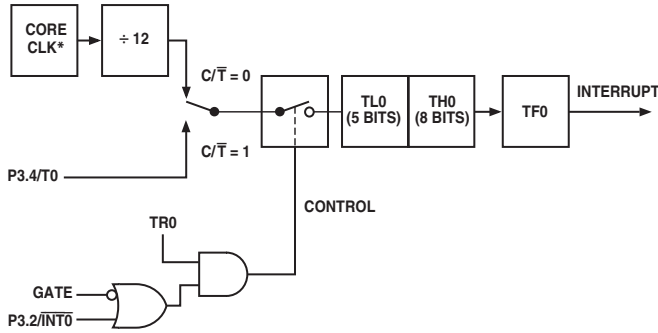 CORE
CLK*
÷ 12
C/T̅ = 0
INTERRUPT
TL0
(5 BITS)
TH0
(8 BITS)
TF0
C/T̅ = 1
P3.4/T0
CONTROL
TR0
GATE
P3.2/I̅N̅T̅0̅